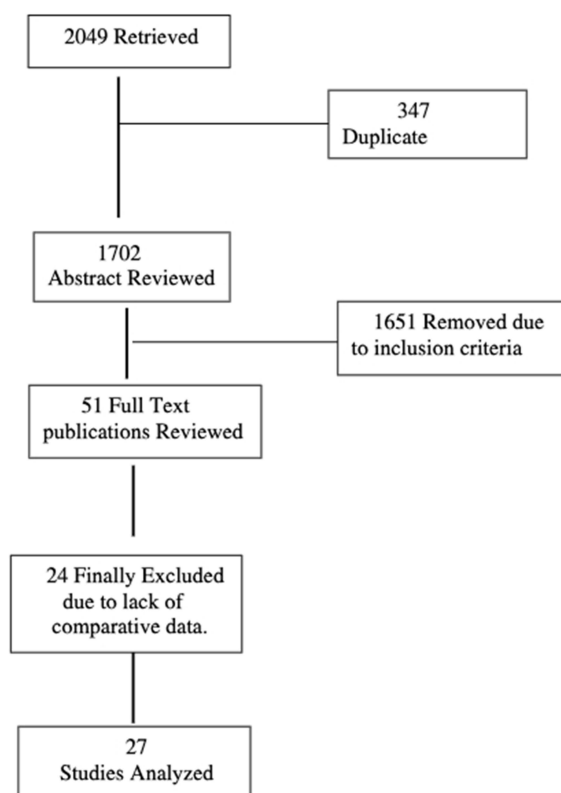 2049 Retrieved
347
Duplicate
1702
Abstract Reviewed
1651 Removed due
to inclusion criteria
51 Full Text
publications Reviewed
24 Finally Excluded
due to lack of
comparative data.
27
Studies Analyzed